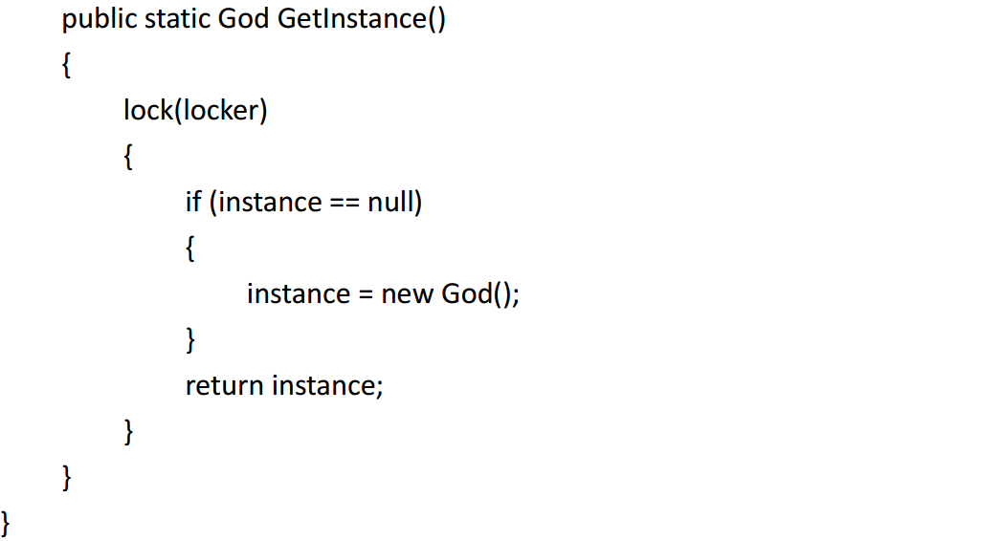 public static God GetInstance()
{
lock(locker)
{
if (instance == null)
{
instance = new God();
}
return instance;
}
}
}